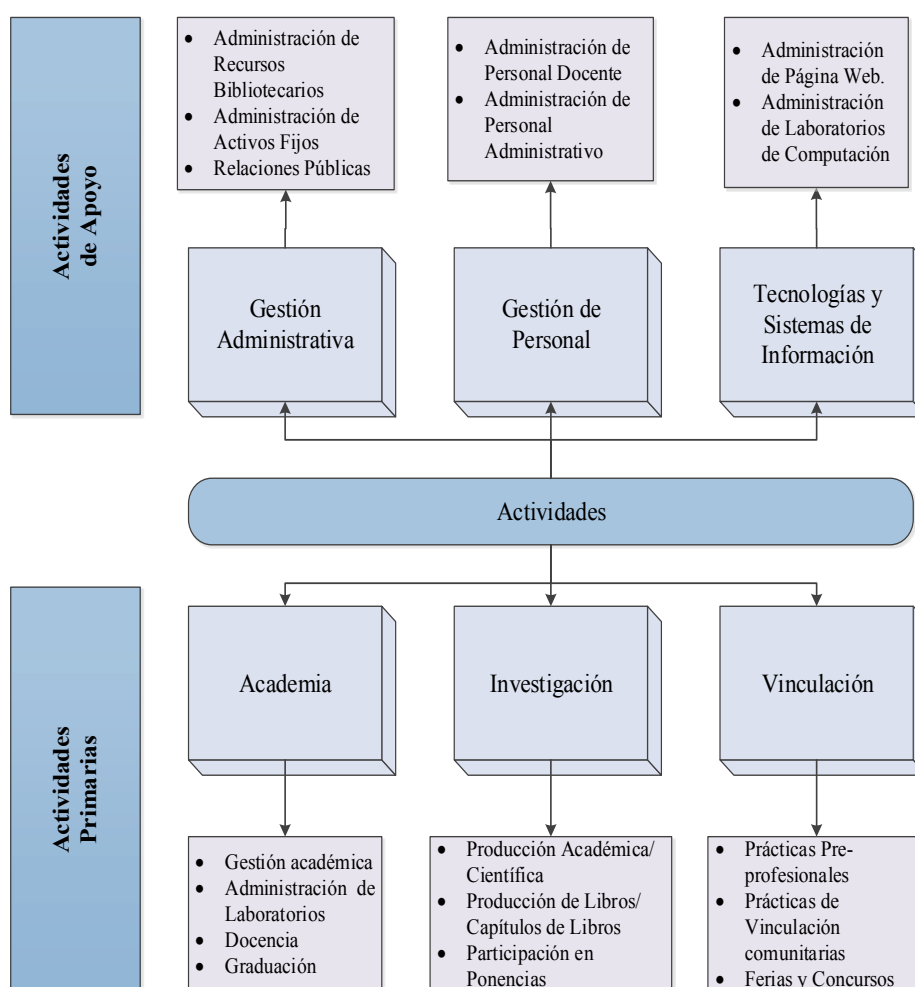 Actividades
de Apoyo
• Administración de
Recursos
Bibliotecarios
• Administración de
Activos Fijos
• Relaciones Públicas
• Administración de
Personal Docente
• Administración de
Personal
Administrativo
• Administración
de Página Web.
• Administración
de Laboratorios
de Computación
Gestión
Administrativa
Gestión de
Personal
Tecnologías y
Sistemas de
Información
Actividades
Actividades
Primarias
Academia
Investigación
Vinculación
• Gestión académica
• Administración de
Laboratorios
• Docencia
• Graduación
• Producción Académica/
Científica
• Producción de Libros/
Capítulos de Libros
• Participación en
Ponencias
• Prácticas Pre-
profesionales
• Prácticas de
Vinculación
comunitarias
• Ferias y Concursos